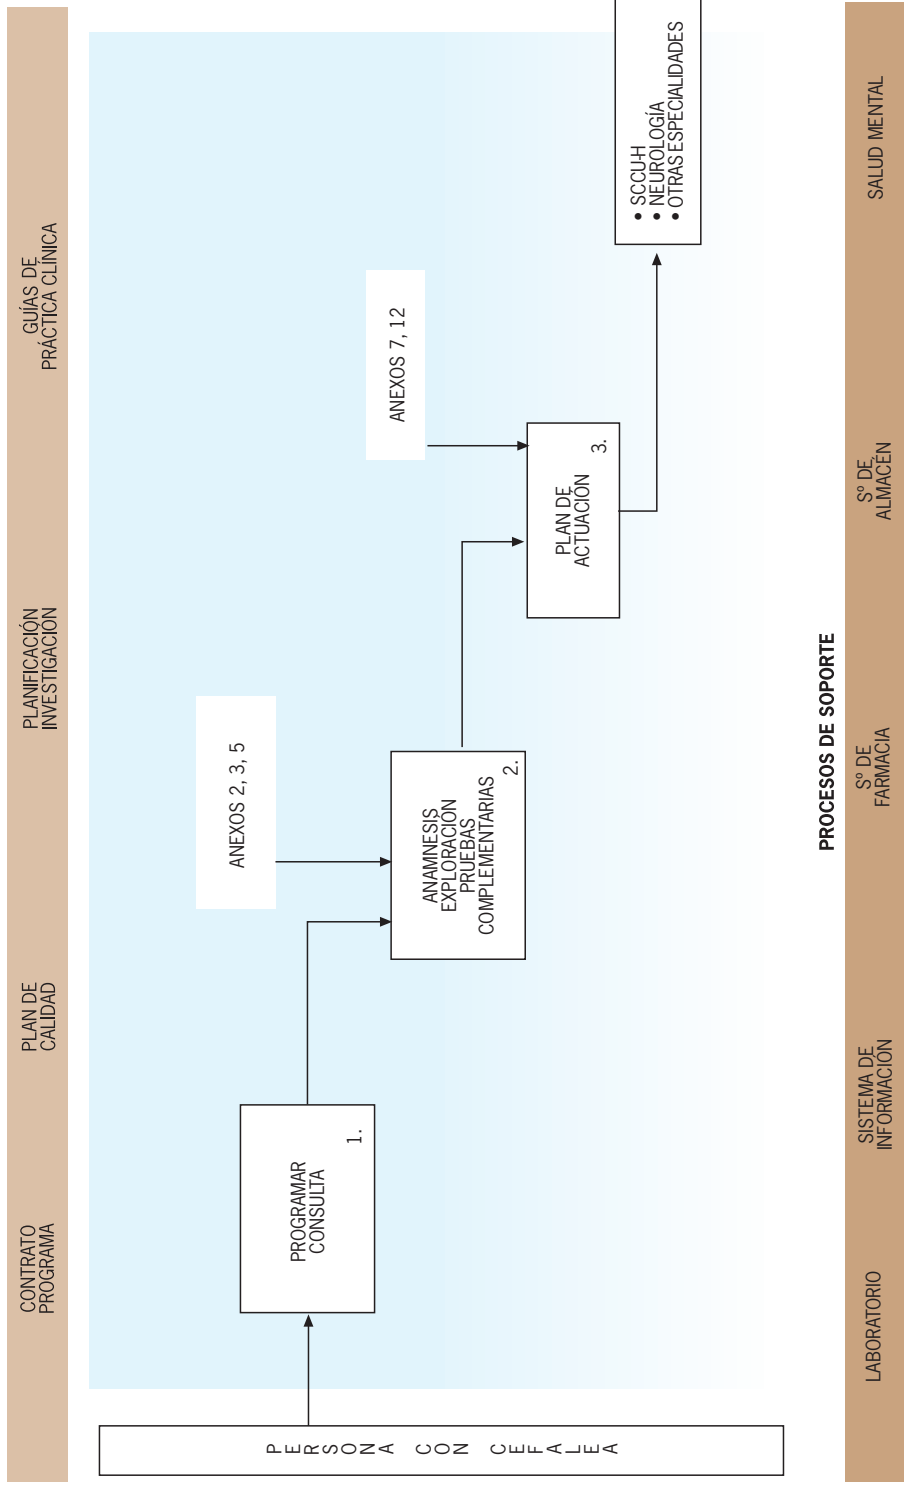 CONTRATO
PROGRAMA
PLAN DE
CALIDAD
PLANIFICACIÓN
INVESTIGACIÓN
GUÍAS DE
PRÁCTICA CLÍNICA
PERSONA CON CEFALEA
PROGRAMAR
CONSULTA
1.
ANEXOS 2, 3, 5
ANAMNESIS
EXPLORACIÓN
PRUEBAS
COMPLEMENTARIAS
2.
ANEXOS 7, 12
PLAN DE
ACTUACIÓN
3.
• SCCU-H
• NEUROLOGÍA
• OTRAS ESPECIALIDADES
PROCESOS DE SOPORTE
LABORATORIO
SISTEMA DE
INFORMACIÓN
Sº DE
FARMACIA
Sº DE
ALMACÉN
SALUD MENTAL